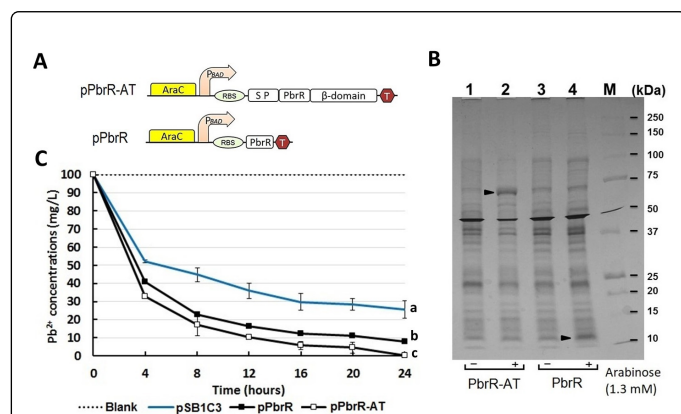 A
pPbrR-AT
AraC
PBAD
RBS
S P
PbrR
β-domain
T
pPbrR
AraC
PBAD
RBS
PbrR
T
B
1 2 3 4 M (kDa)
250
150
100
75
50
37
25
20
15
10
− + − +
PbrR-AT PbrR Arabinose
(1.3 mM)
C
Pb²⁺ concentrations (mg/L)
100
90
80
70
60
50
40
30
20
10
0
a
b
c
0 4 8 12 16 20 24
Time (hours)
Blank pSB1C3 pPbrR pPbrR-AT